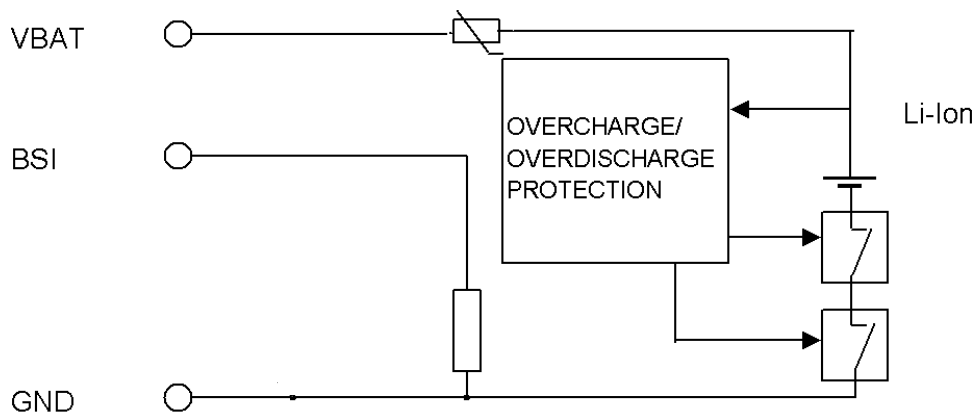 VBAT
Li-Ion
OVERCHARGE/
OVERDISCHARGE
PROTECTION
BSI
GND